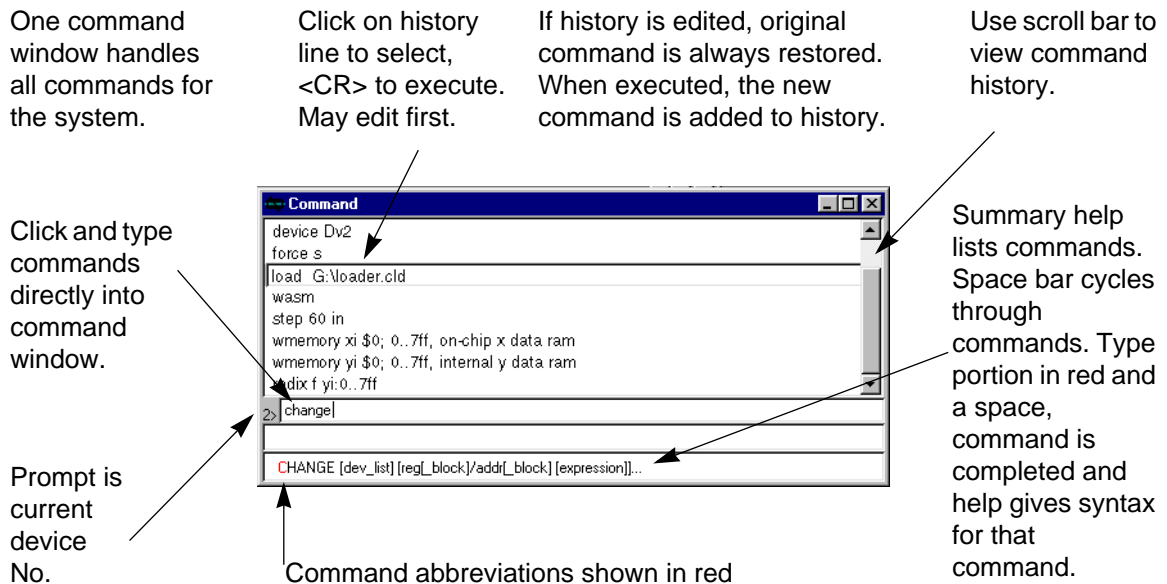 One command
window handles
all commands for
the system.
Click on history
line to select,
<CR> to execute.
May edit first.
If history is edited, original
command is always restored.
When executed, the new
command is added to history.
Use scroll bar to
view command
history.
Click and type
commands
directly into
command
window.
Prompt is
current
device
No.
Command
device Dv2
force s
load G:\loader.cld
wasm
step 60 in
wmemory xi $0; 0..7ff, on-chip x data ram
wmemory yi $0; 0..7ff, internal y data ram
radix f yi:0..7ff
2> change
CHANGE [dev_list] [reg[_block]/addr[_block] [expression]]...
Summary help
lists commands.
Space bar cycles
through
commands. Type
portion in red and
a space,
command is
completed and
help gives syntax
for that
command.
Command abbreviations shown in red